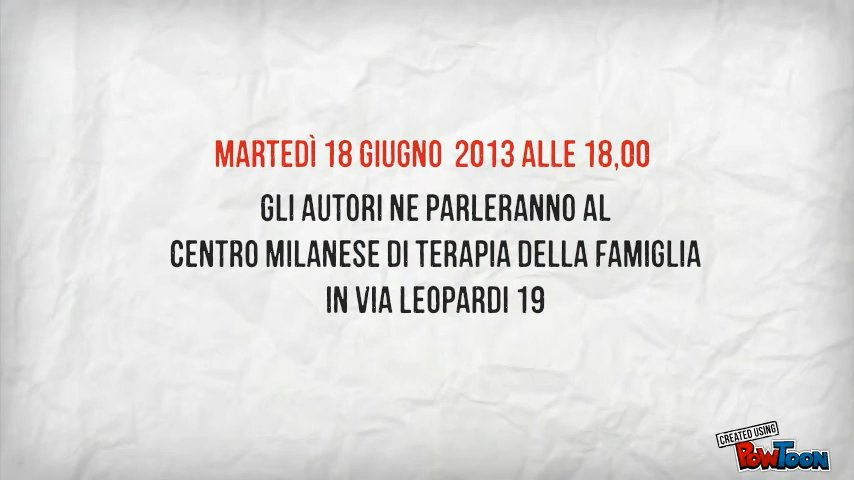 MARTEDÌ 18 GIUGNO 2013 ALLE 18,00
GLI AUTORI NE PARLERANNO AL
CENTRO MILANESE DI TERAPIA DELLA FAMIGLIA
IN VIA LEOPARDI 19
CREATED USING
POWTOON